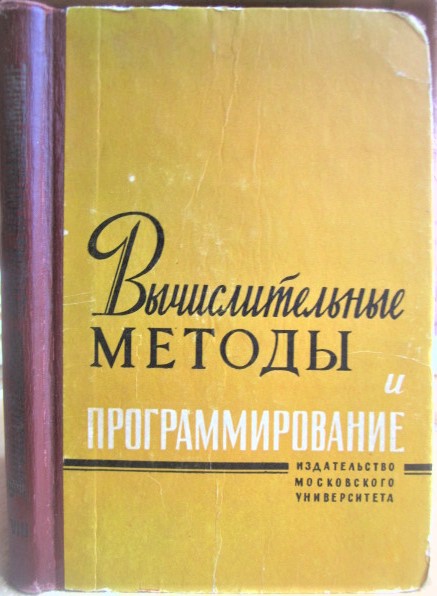 Вычислительные
МЕТОДЫ
и
ПРОГРАММИРОВАНИЕ
ИЗДАТЕЛЬСТВО
МОСКОВСКОГО
УНИВЕРСИТЕТА